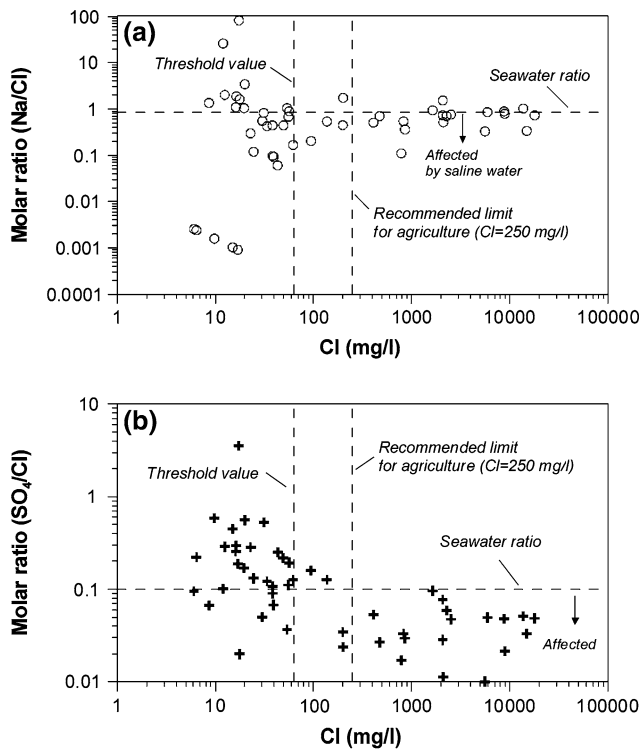 (a)
100
10
1
0.1
0.01
0.001
0.0001
Molar ratio (Na/Cl)
Threshold value
Seawater ratio
Affected
by saline water
Recommended limit
for agriculture (Cl=250 mg/l)
1
10
100
1000
10000
100000
Cl (mg/l)
(b)
10
1
0.1
0.01
Molar ratio (SO₄/Cl)
Threshold value
Recommended limit
for agriculture (Cl=250 mg/l)
Seawater ratio
Affected
1
10
100
1000
10000
100000
Cl (mg/l)